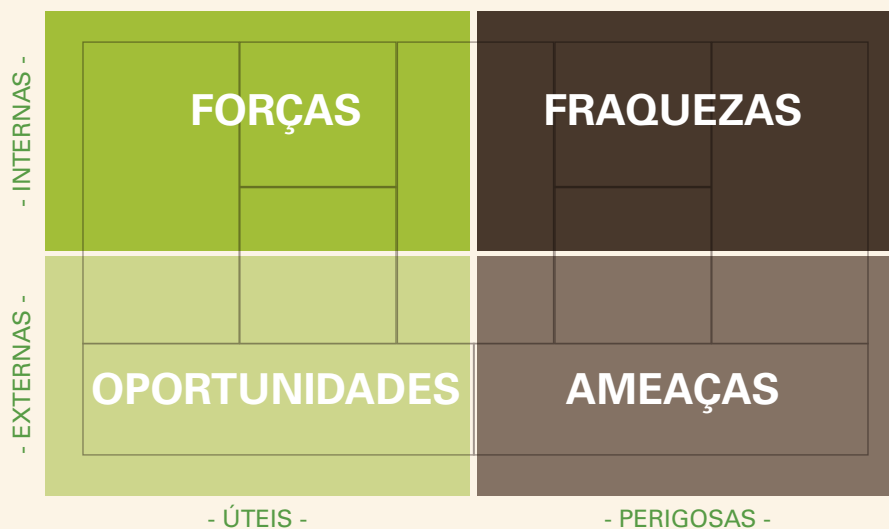 - INTERNAS -
FORÇAS
FRAQUEZAS
- EXTERNAS -
OPORTUNIDADES
AMEAÇAS
- ÚTEIS -
- PERIGOSAS -